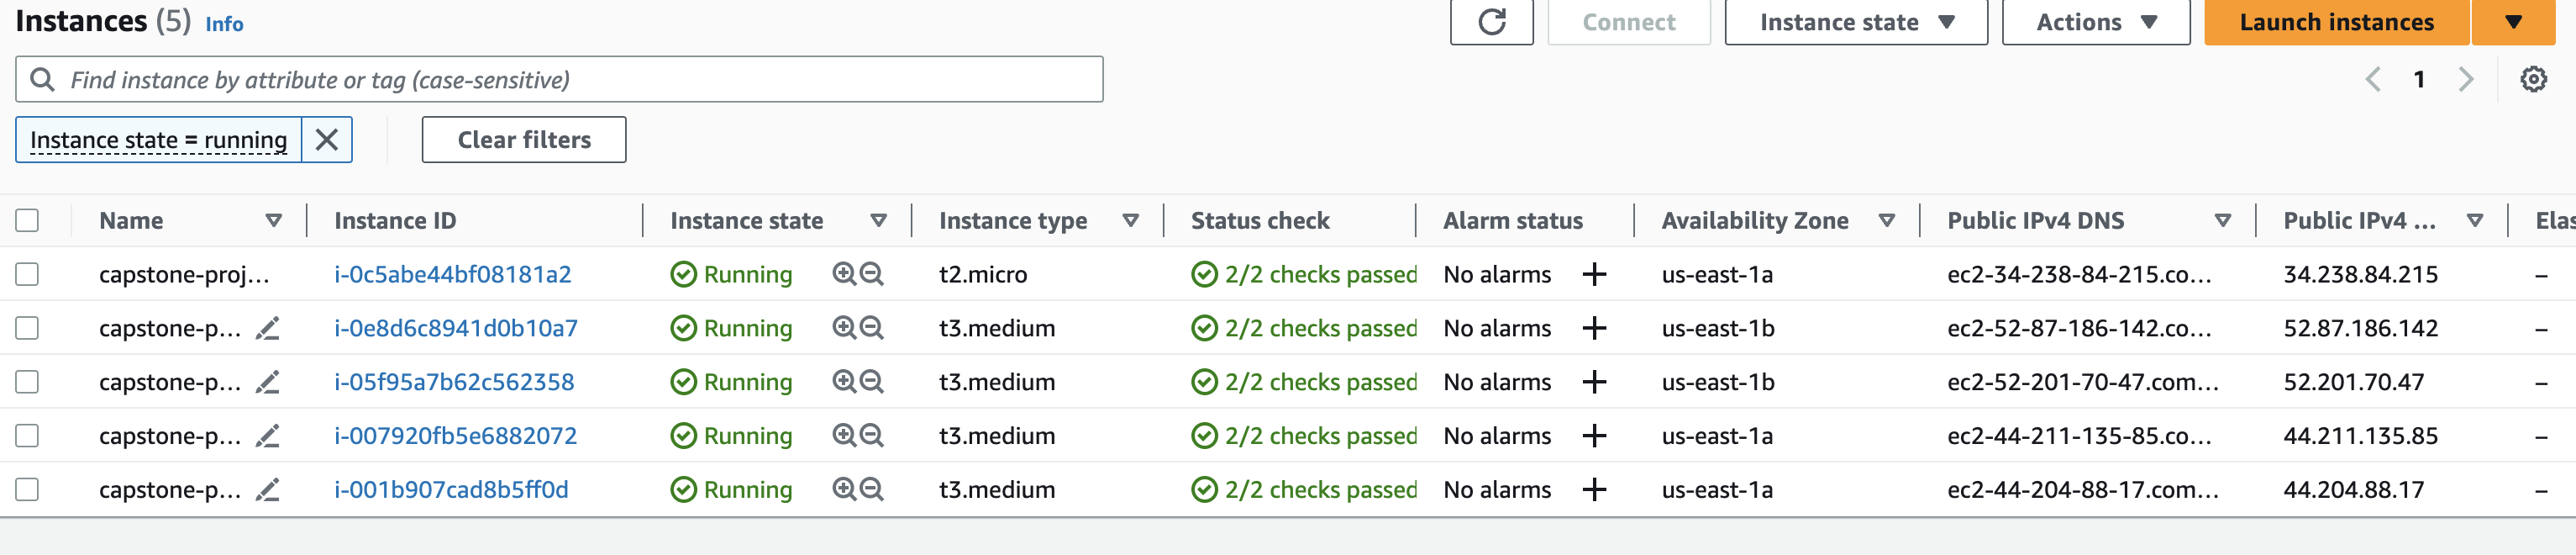 Instances (5) Info
Connect Instance state Actions Launch instances
Find instance by attribute or tag (case-sensitive) 1
Instance state = running Clear filters
Name Instance ID Instance state Instance type Status check Alarm status Availability Zone Public IPv4 DNS Public IPv4 ... Elas
capstone-proj... i-0c5abe44bf08181a2 Running t2.micro 2/2 checks passed No alarms + us-east-1a ec2-34-238-84-215.co... 34.238.84.215 –
capstone-p... i-0e8d6c8941d0b10a7 Running t3.medium 2/2 checks passed No alarms + us-east-1b ec2-52-87-186-142.co... 52.87.186.142 –
capstone-p... i-05f95a7b62c562358 Running t3.medium 2/2 checks passed No alarms + us-east-1b ec2-52-201-70-47.com... 52.201.70.47 –
capstone-p... i-007920fb5e6882072 Running t3.medium 2/2 checks passed No alarms + us-east-1a ec2-44-211-135-85.co... 44.211.135.85 –
capstone-p... i-001b907cad8b5ff0d Running t3.medium 2/2 checks passed No alarms + us-east-1a ec2-44-204-88-17.com... 44.204.88.17 –